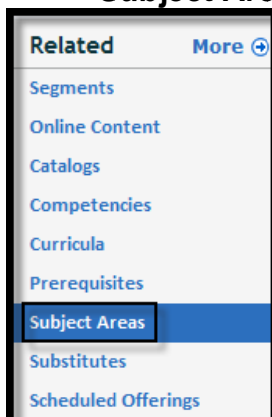 Related More
Segments
Online Content
Catalogs
Competencies
Curricula
Prerequisites
Subject Areas
Substitutes
Scheduled Offerings